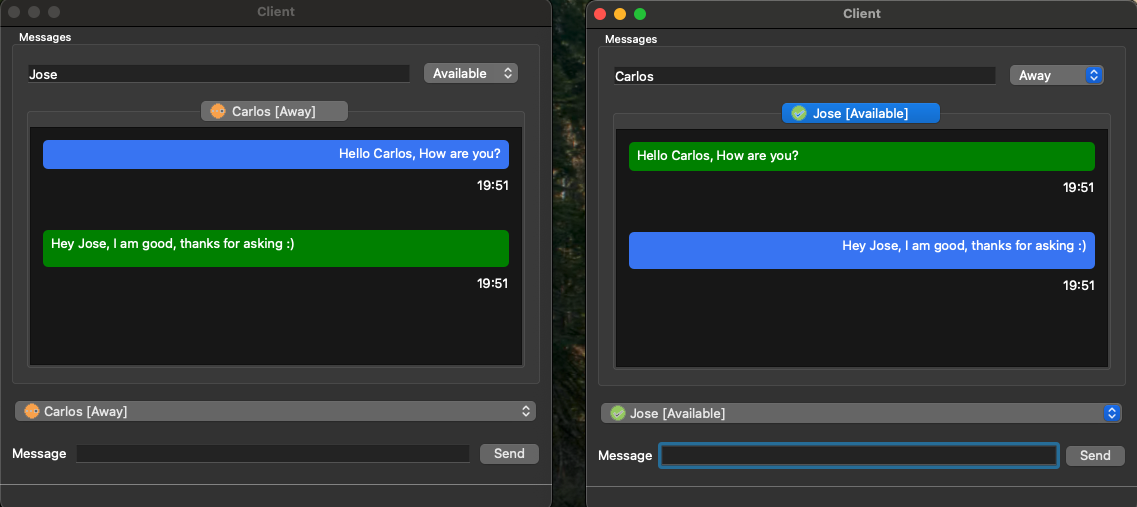 Client
Messages
Jose
Available
Carlos [Away]
Hello Carlos, How are you?
19:51
Hey Jose, I am good, thanks for asking :)
19:51
Carlos [Away]
Message
Send
Client
Messages
Carlos
Away
Jose [Available]
Hello Carlos, How are you?
19:51
Hey Jose, I am good, thanks for asking :)
19:51
Jose [Available]
Message
Send